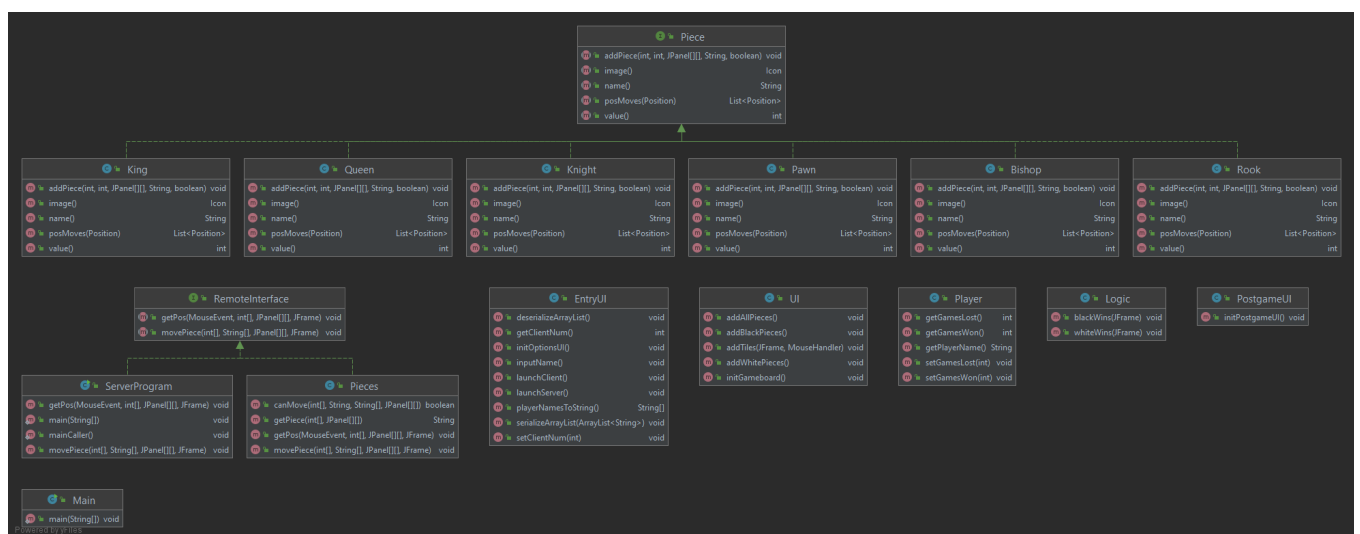 Piece
addPiece(int, int, JPanel[][], String, boolean) void
image() Icon
name() String
posMoves(Position) List<Position>
value() int
King
addPiece(int, int, JPanel[][], String, boolean) void
image() Icon
name() String
posMoves(Position) List<Position>
value() int
Queen
addPiece(int, int, JPanel[][], String, boolean) void
image() Icon
name() String
posMoves(Position) List<Position>
value() int
Knight
addPiece(int, int, JPanel[][], String, boolean) void
image() Icon
name() String
posMoves(Position) List<Position>
value() int
Pawn
addPiece(int, int, JPanel[][], String, boolean) void
image() Icon
name() String
posMoves(Position) List<Position>
value() int
Bishop
addPiece(int, int, JPanel[][], String, boolean) void
image() Icon
name() String
posMoves(Position) List<Position>
value() int
Rook
addPiece(int, int, JPanel[][], String, boolean) void
image() Icon
name() String
posMoves(Position) List<Position>
value() int
RemoteInterface
getPos(MouseEvent, int[], JPanel[][], JFrame) void
movePiece(int[], String[], JPanel[][], JFrame) void
EntryUI
deserializeArrayList() void
getClientNum() int
initOptionsUI() void
inputName() void
launchClient() void
launchServer() void
playerNamesToString() String[]
serializeArrayList(ArrayList<String>) void
setClientNum(int) void
UI
addAllPieces() void
addBlackPieces() void
addTiles(JFrame, MouseHandler) void
addWhitePieces() void
initGameboard() void
Player
getGamesLost() int
getGamesWon() int
getPlayerName() String
setGamesLost(int) void
setGamesWon(int) void
Logic
blackWins(JFrame) void
whiteWins(JFrame) void
PostgameUI
initPostgameUI() void
ServerProgram
getPos(MouseEvent, int[], JPanel[][], JFrame) void
main(String[]) void
mainCaller() void
movePiece(int[], String[], JPanel[][], JFrame) void
Pieces
canMove(int[], String, String[], JPanel[][]) boolean
getPiece(int[], JPanel[][]) String
getPos(MouseEvent, int[], JPanel[][], JFrame) void
movePiece(int[], String[], JPanel[][], JFrame) void
Main
main(String[]) void
Powered by yFiles